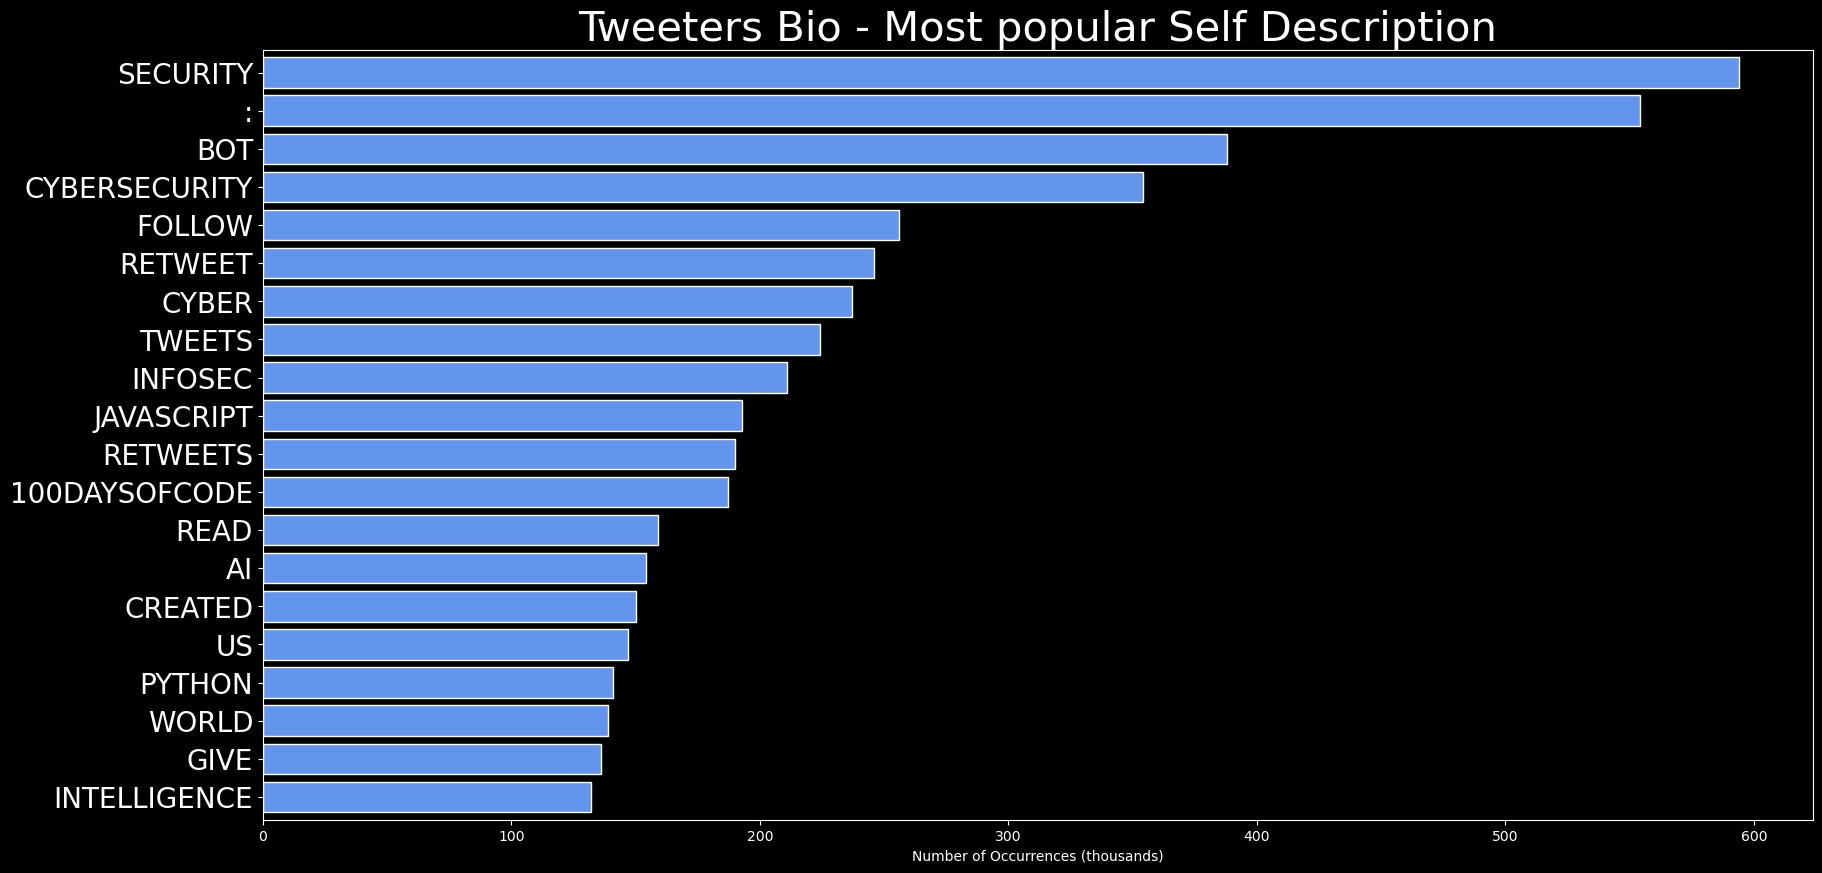 Tweeters Bio - Most popular Self Description
SECURITY
:
BOT
CYBERSECURITY
FOLLOW
RETWEET
CYBER
TWEETS
INFOSEC
JAVASCRIPT
RETWEETS
100DAYSOFCODE
READ
AI
CREATED
US
PYTHON
WORLD
GIVE
INTELLIGENCE
0 100 200 300 400 500 600
Number of Occurrences (thousands)